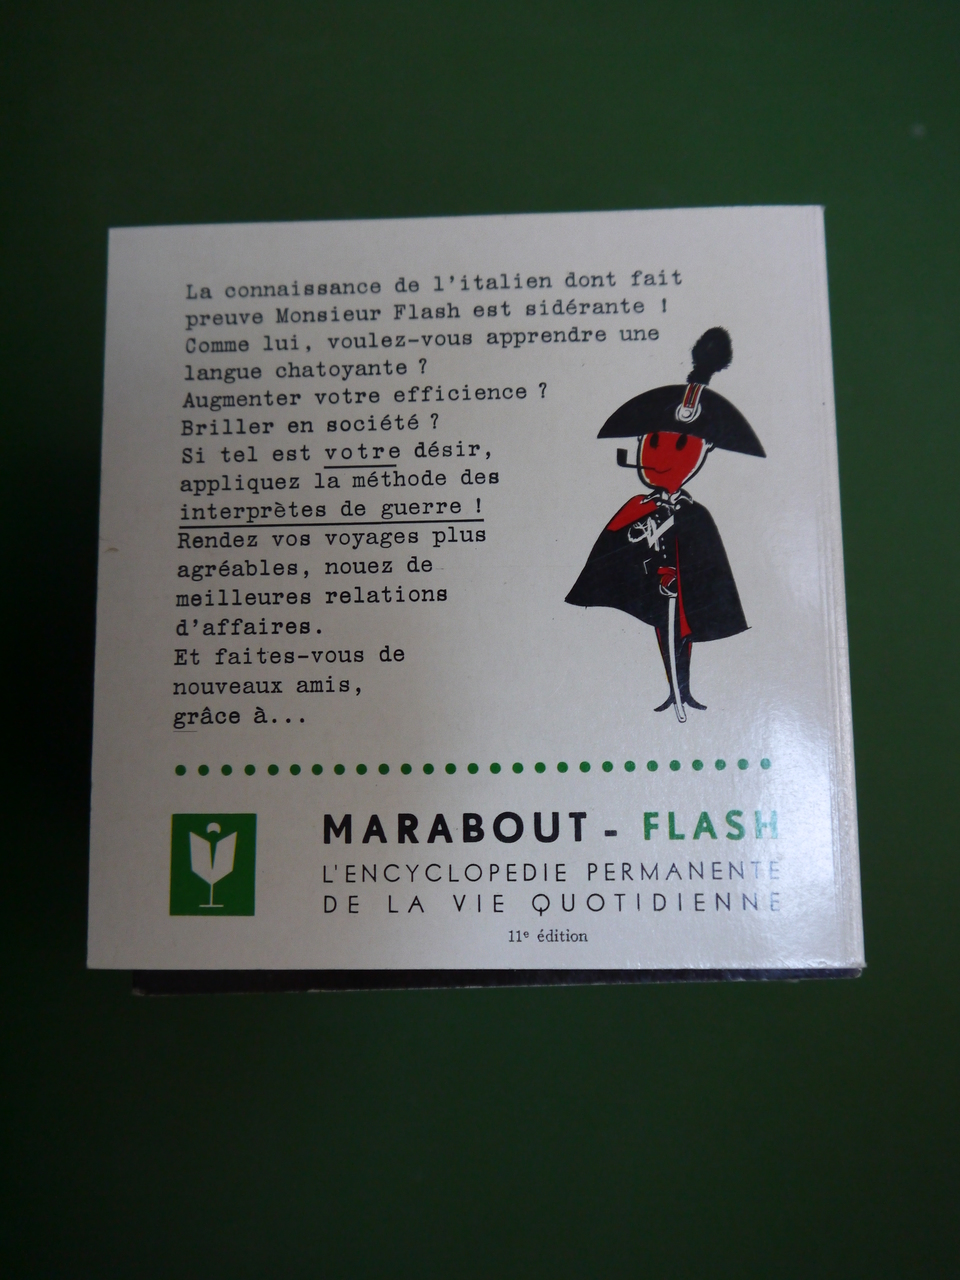 La connaissance de l'italien dont fait
preuve Monsieur Flash est sidérante !
Comme lui, voulez-vous apprendre une
langue chatoyante ?
Augmenter votre efficience ?
Briller en société ?
Si tel est votre désir,
appliquez la méthode des
interprètes de guerre !
Rendez vos voyages plus
agréables, nouez de
meilleures relations
d'affaires.
Et faites-vous de
nouveaux amis,
grâce à...
MARABOUT - FLASH
L'ENCYCLOPEDIE PERMANENTE
DE LA VIE QUOTIDIENNE
11e édition